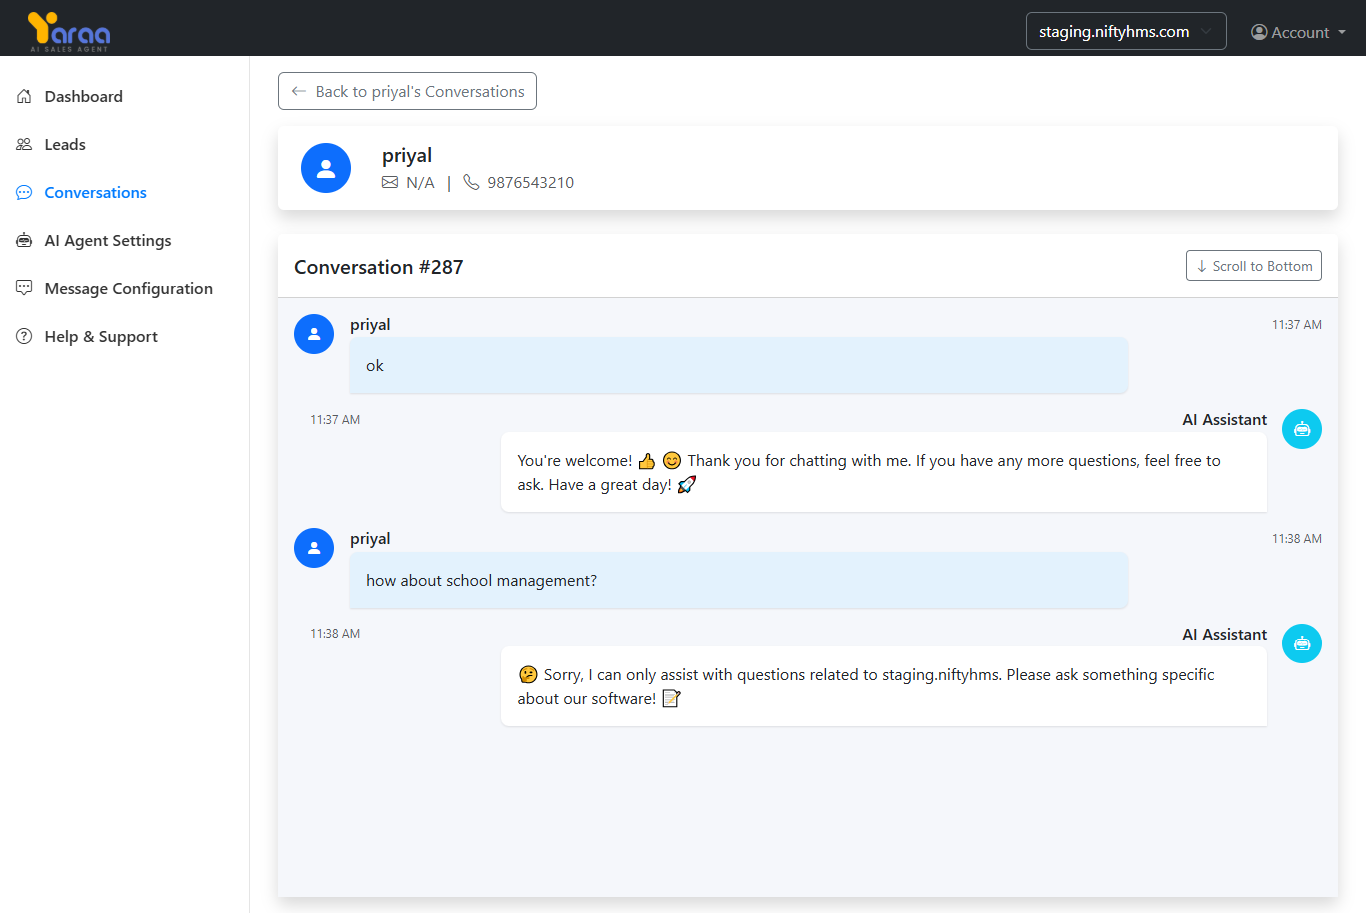 Yaraa
AI SALES AGENT
staging.niftyhms.com
Account
Dashboard
Leads
Conversations
AI Agent Settings
Message Configuration
Help & Support
← Back to priyal's Conversations
priyal
N/A | 9876543210
Conversation #287
↓ Scroll to Bottom
priyal 11:37 AM
ok
11:37 AM AI Assistant
You're welcome! 👍 😊 Thank you for chatting with me. If you have any more questions, feel free to
ask. Have a great day! 🚀
priyal 11:38 AM
how about school management?
11:38 AM AI Assistant
🤔 Sorry, I can only assist with questions related to staging.niftyhms. Please ask something specific
about our software! 📝